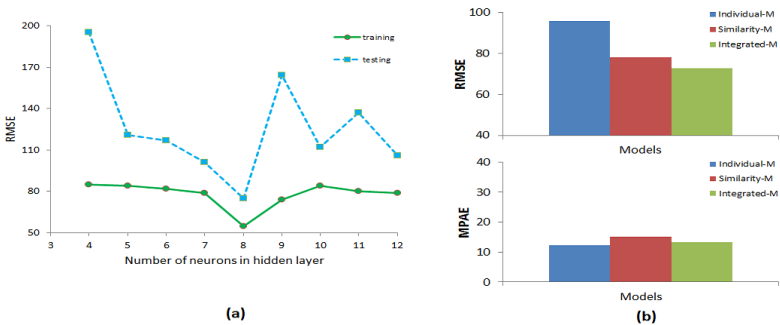 200
170
140
110
80
50
RMSE
training
testing
3 4 5 6 7 8 9 10 11 12
Number of neurons in hidden layer
(a)
100
80
60
40
RMSE
Individual-M
Similarity-M
Integrated-M
Models
40
30
20
10
0
MPAE
Individual-M
Similarity-M
Integrated-M
Models
(b)